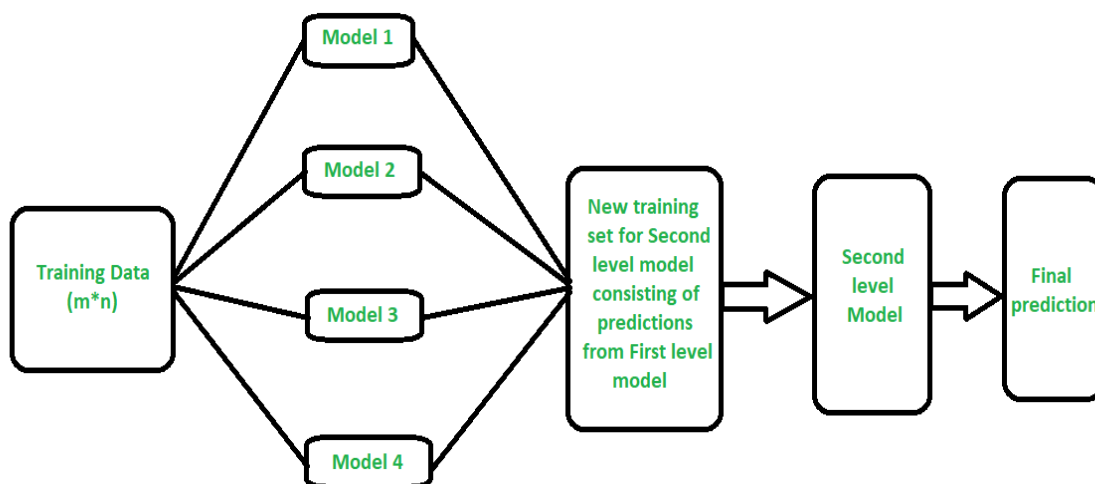 Model 1
Model 2
Training Data
(m*n)
Model 3
Model 4
New training
set for Second
level model
consisting of
predictions
from First level
model
Second
level
Model
Final
prediction